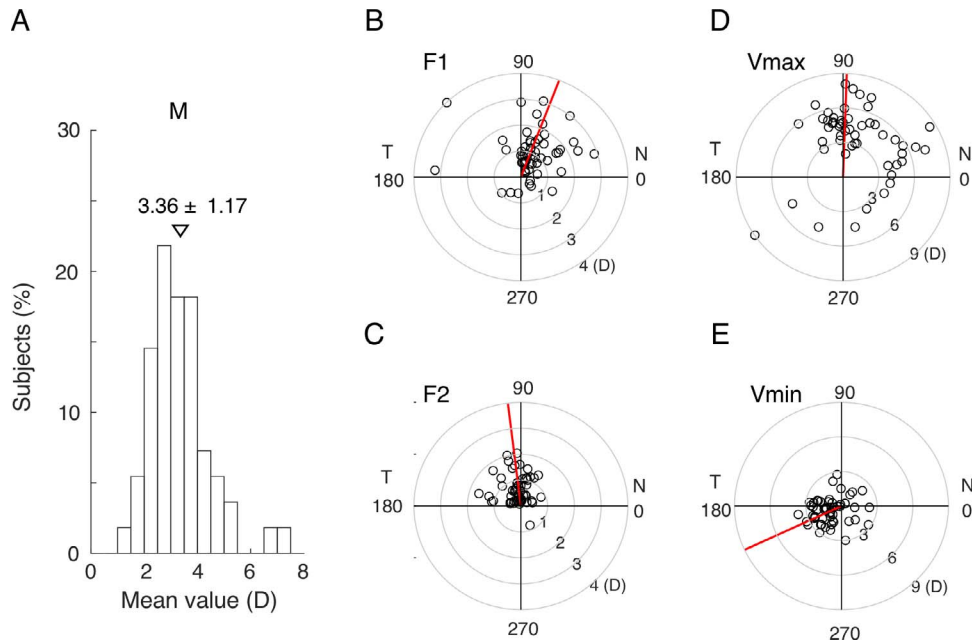 A
M
3.36 ± 1.17
Subjects (%)
30
20
10
0
0 2 4 6 8
Mean value (D)
B
F1
90
T
180
N
0
1
2
3
4 (D)
270
C
F2
90
T
180
N
0
1
2
3
4 (D)
270
D
Vmax
90
T
180
N
0
3
6
9 (D)
270
E
Vmin
90
T
180
N
0
3
6
9 (D)
270